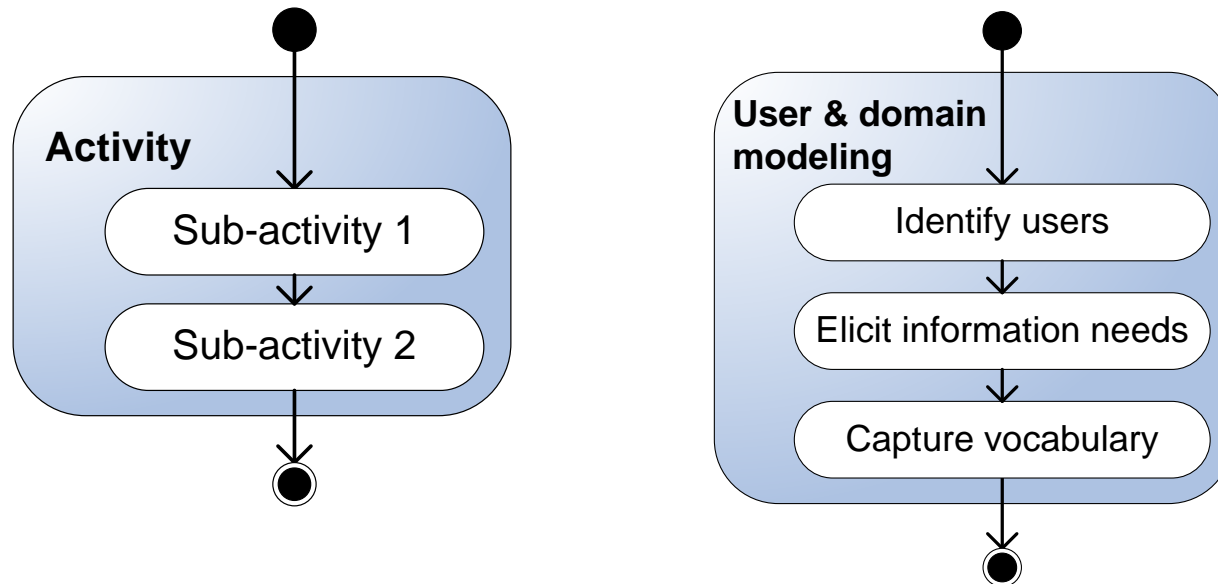 Activity
Sub-activity 1
Sub-activity 2
User & domain
modeling
Identify users
Elicit information needs
Capture vocabulary